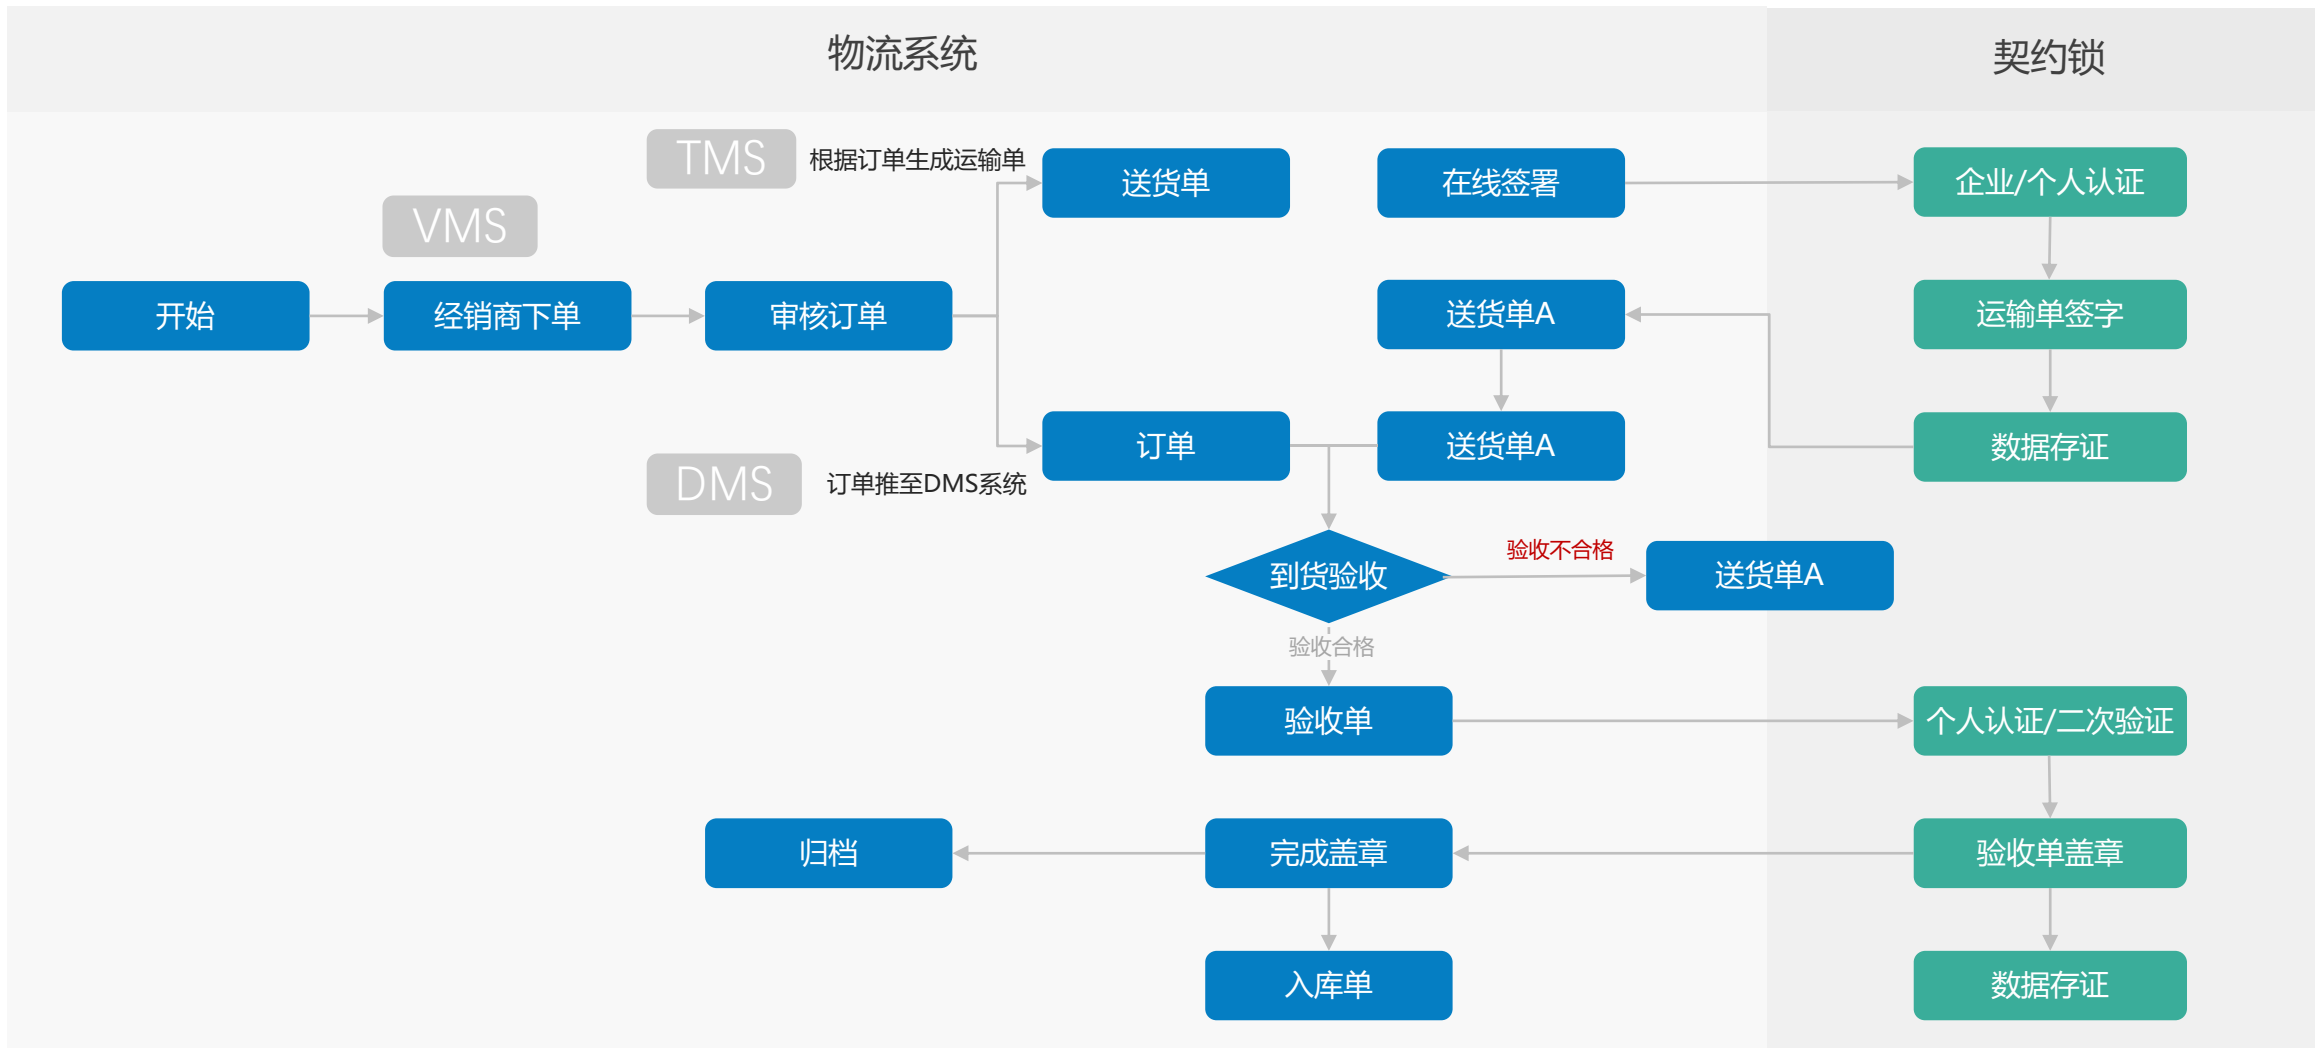 物流系统
契约锁
TMS
根据订单生成运输单
送货单
在线签署
企业/个人认证
VMS
开始
经销商下单
审核订单
送货单A
运输单签字
订单
送货单A
数据存证
DMS
订单推至DMS系统
到货验收
验收不合格
送货单A
验收合格
验收单
个人认证/二次验证
归档
完成盖章
验收单盖章
入库单
数据存证